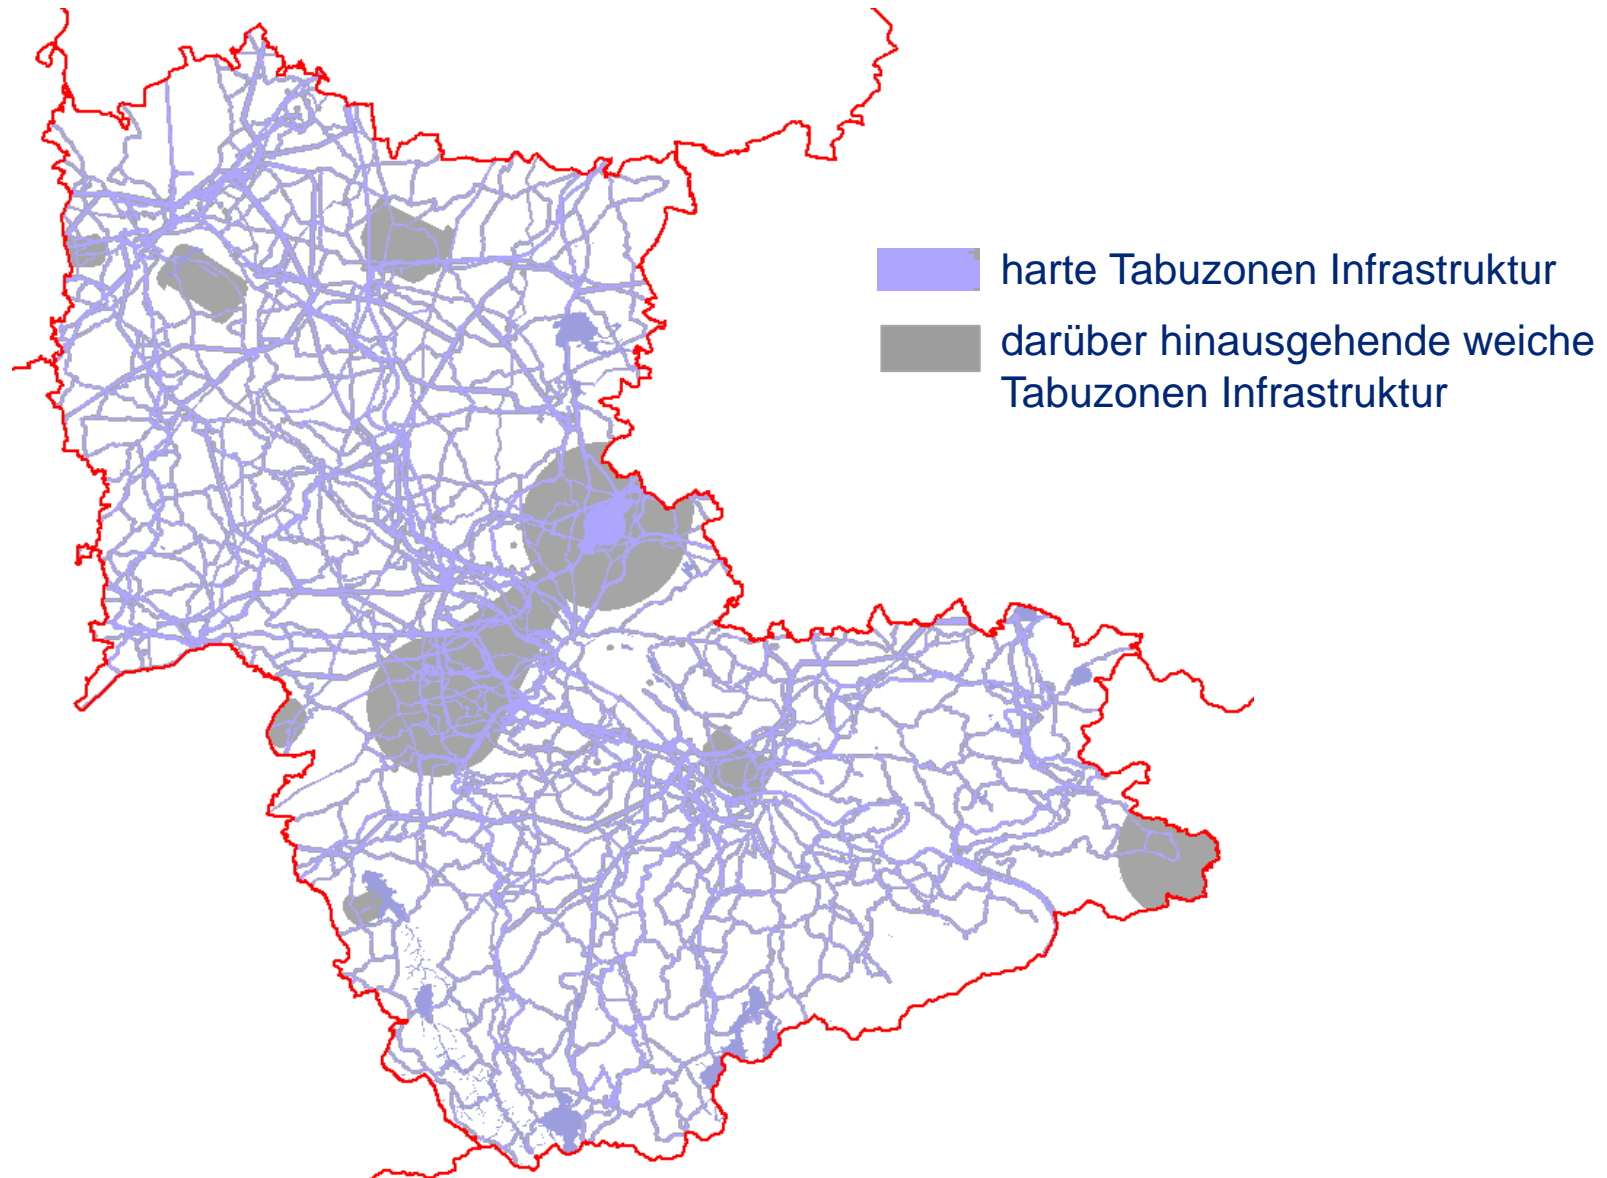 harte Tabuzonen Infrastruktur
darüber hinausgehende weiche
Tabuzonen Infrastruktur